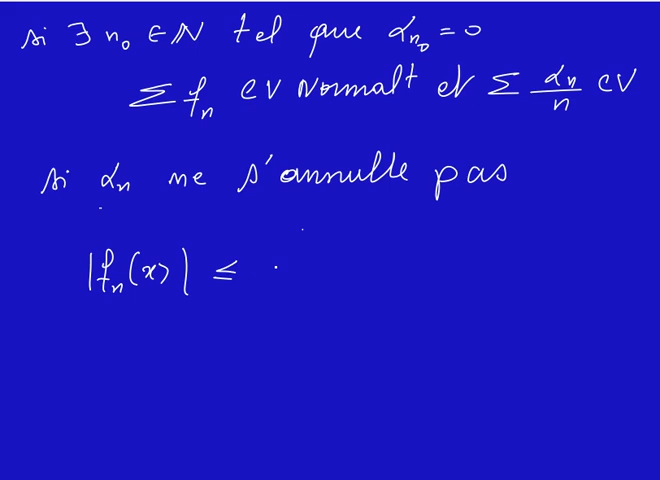 si ∃ n₀ ∈ N tel que αₙ₀ = 0
Σ fₙ CV Normalt et Σ αₙ/n CV
si αₙ ne s'annulle pas
|fₙ(x)| ≤